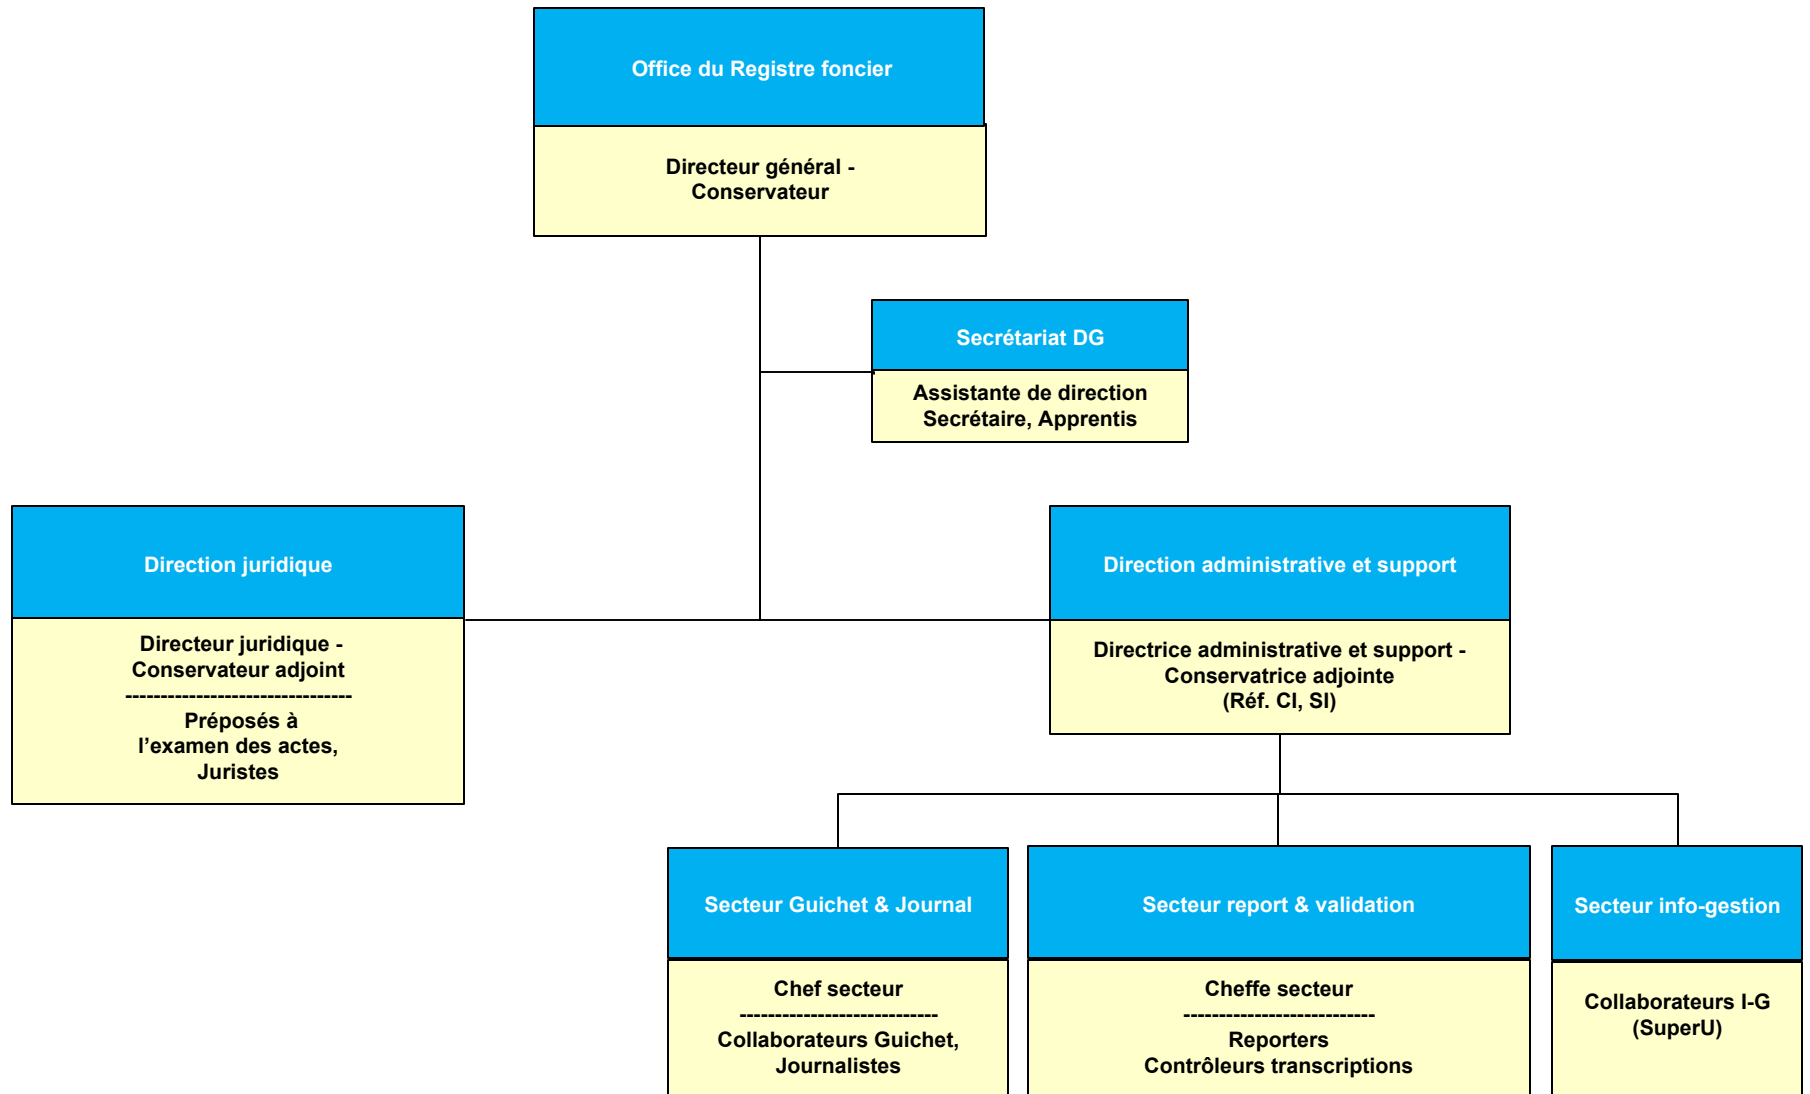 Office du Registre foncier
Directeur général -
Conservateur
Secrétariat DG
Assistante de direction
Secrétaire, Apprentis
Direction juridique
Directeur juridique -
Conservateur adjoint
--------------------------------
Préposés à
l’examen des actes,
Juristes
Direction administrative et support
Directrice administrative et support -
Conservatrice adjointe
(Réf. CI, SI)
Secteur Guichet & Journal
Chef secteur
----------------------------
Collaborateurs Guichet,
Journalistes
Secteur report & validation
Cheffe secteur
---------------------------
Reporters
Contrôleurs transcriptions
Secteur info-gestion
Collaborateurs I-G
(SuperU)